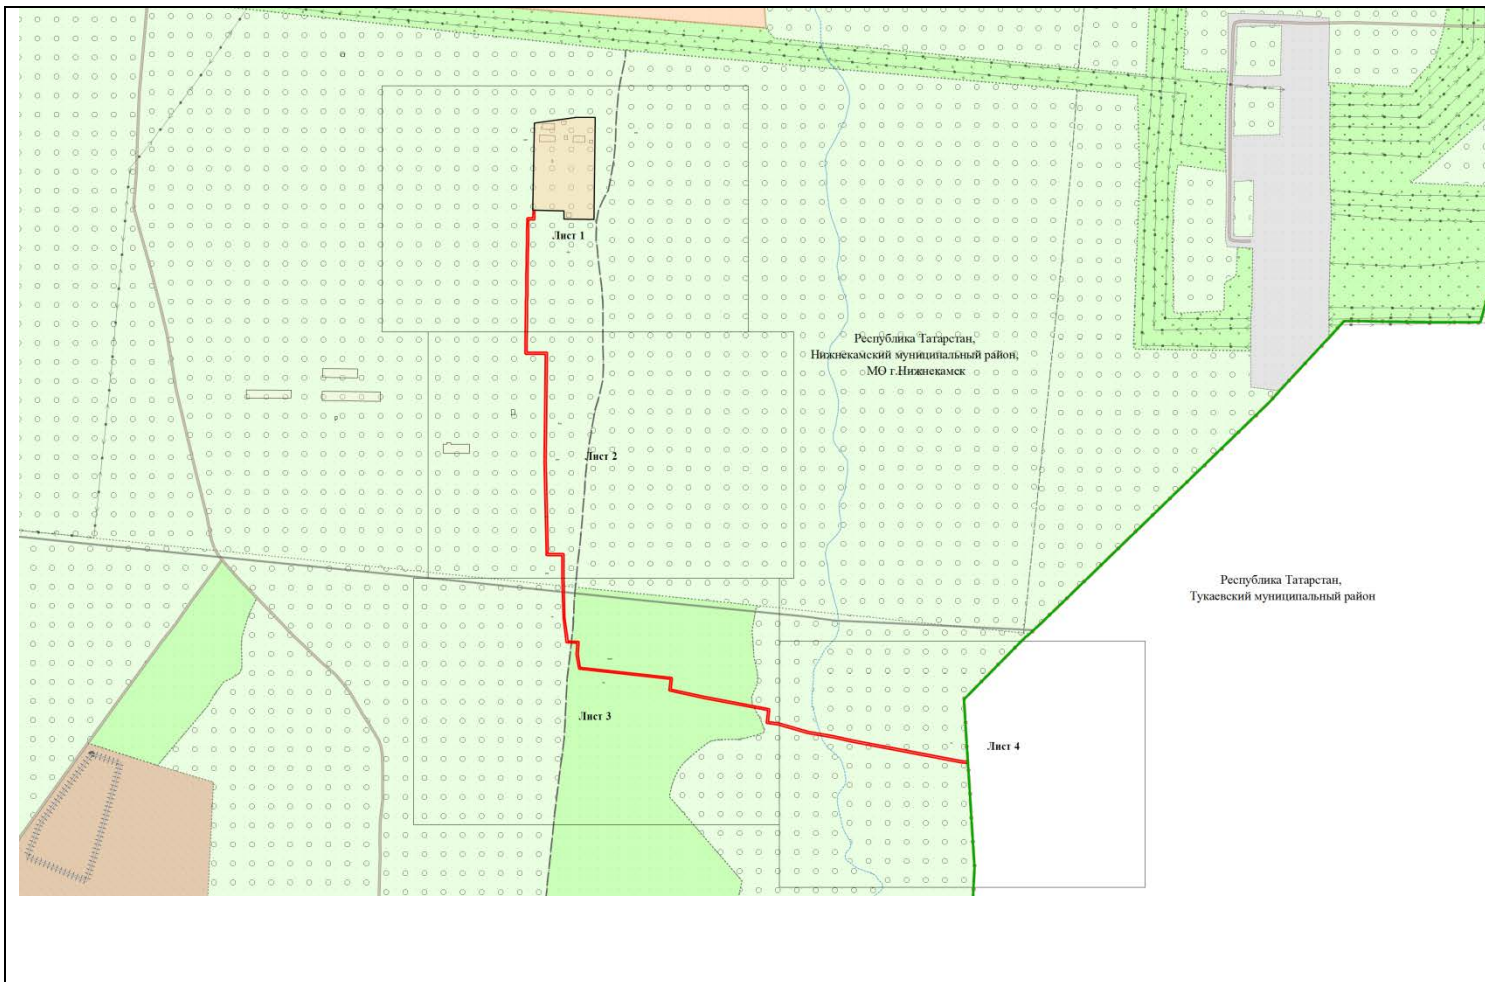 Лист 1
Республика Татарстан,
Нижнекамский муниципальный район,
МО г.Нижнекамск
Лист 2
Республика Татарстан,
Тукаевский муниципальный район
Лист 3
Лист 4